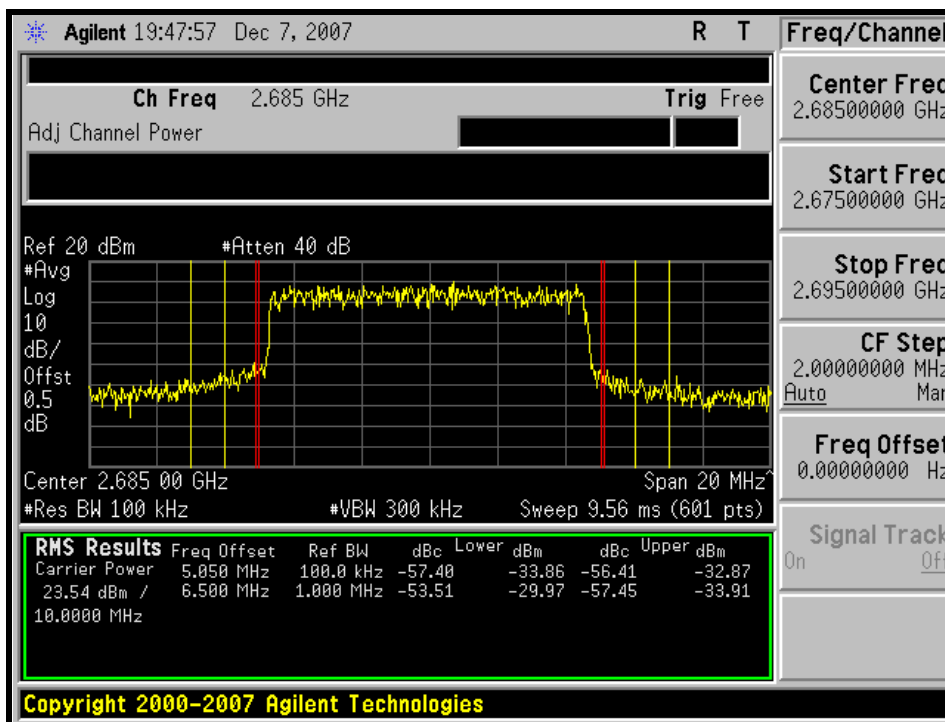 Agilent 19:47:57 Dec 7, 2007 R T
Freq/Channel
Ch Freq 2.685 GHz Trig Free
Adj Channel Power
Center Freq
2.68500000 GHz
Start Freq
2.67500000 GHz
Stop Freq
2.69500000 GHz
CF Step
2.00000000 MHz
Auto Man
Freq Offset
0.00000000 Hz
Signal Track
On Off
Ref 20 dBm #Atten 40 dB
#Avg
Log
10
dB/
Offst
0.5
dB
Center 2.685 00 GHz Span 20 MHz^
#Res BW 100 kHz #VBW 300 kHz Sweep 9.56 ms (601 pts)
RMS Results Freq Offset Ref BW dBc Lower dBm dBc Upper dBm
Carrier Power 5.050 MHz 100.0 kHz -57.40 -33.86 -56.41 -32.87
23.54 dBm / 6.500 MHz 1.000 MHz -53.51 -29.97 -57.45 -33.91
10.0000 MHz
Copyright 2000-2007 Agilent Technologies